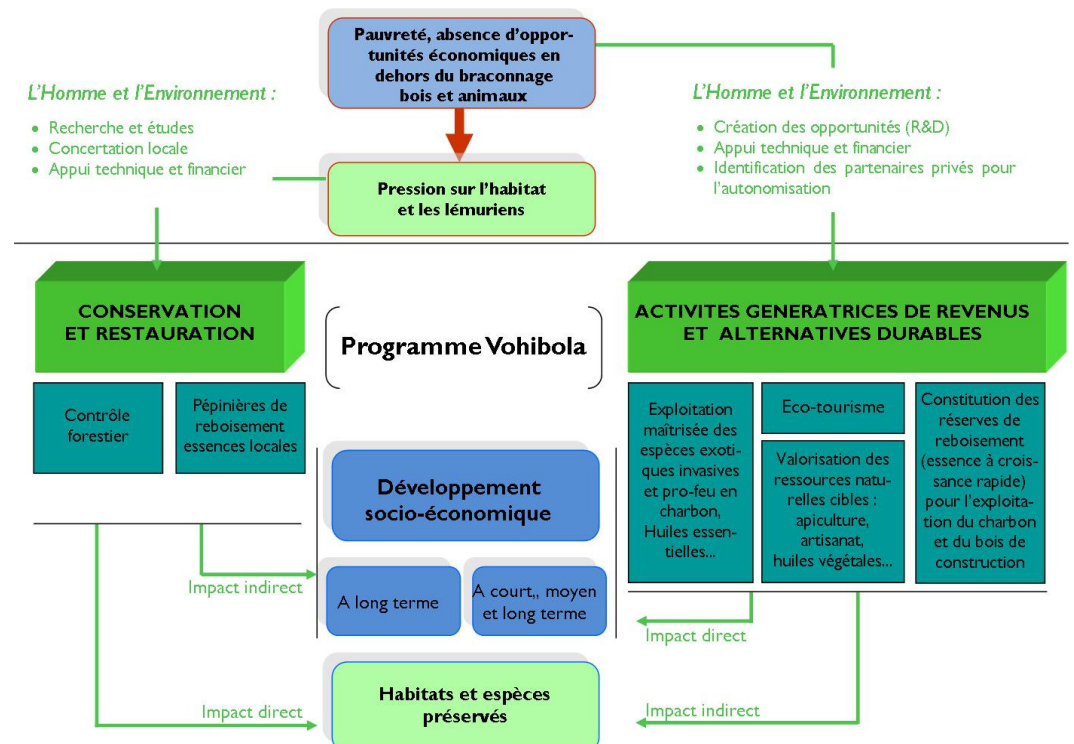 Pauvreté, absence d'oppor-
tunités économiques en
dehors du braconnage
bois et animaux
L'Homme et l'Environnement :
• Recherche et études
• Concertation locale
• Appui technique et financier
L'Homme et l'Environnement :
• Création des opportunités (R&D)
• Appui technique et financier
• Identification des partenaires privés pour
l'autonomisation
Pression sur l'habitat
et les lémuriens
CONSERVATION
ET RESTAURATION
Programme Vohibola
ACTIVITES GENERATRICES DE REVENUS
ET ALTERNATIVES DURABLES
Contrôle
forestier
Pépinières de
reboisement
essences locales
Exploitation
maîtrisée des
espèces exoti-
ques invasives
et pro-feu en
charbon,
Huiles essen-
tielles...
Eco-tourisme
Valorisation des
ressources natu-
relles cibles :
apiculture,
artisanat,
huiles végétales...
Constitution des
réserves de
reboisement
(essence à crois-
sance rapide)
pour l'exploita-
tion du charbon
et du bois de
construction
Développement
socio-économique
Impact indirect
A long terme
A court,, moyen
et long terme
Impact direct
Impact direct
Habitats et espèces
préservés
Impact indirect